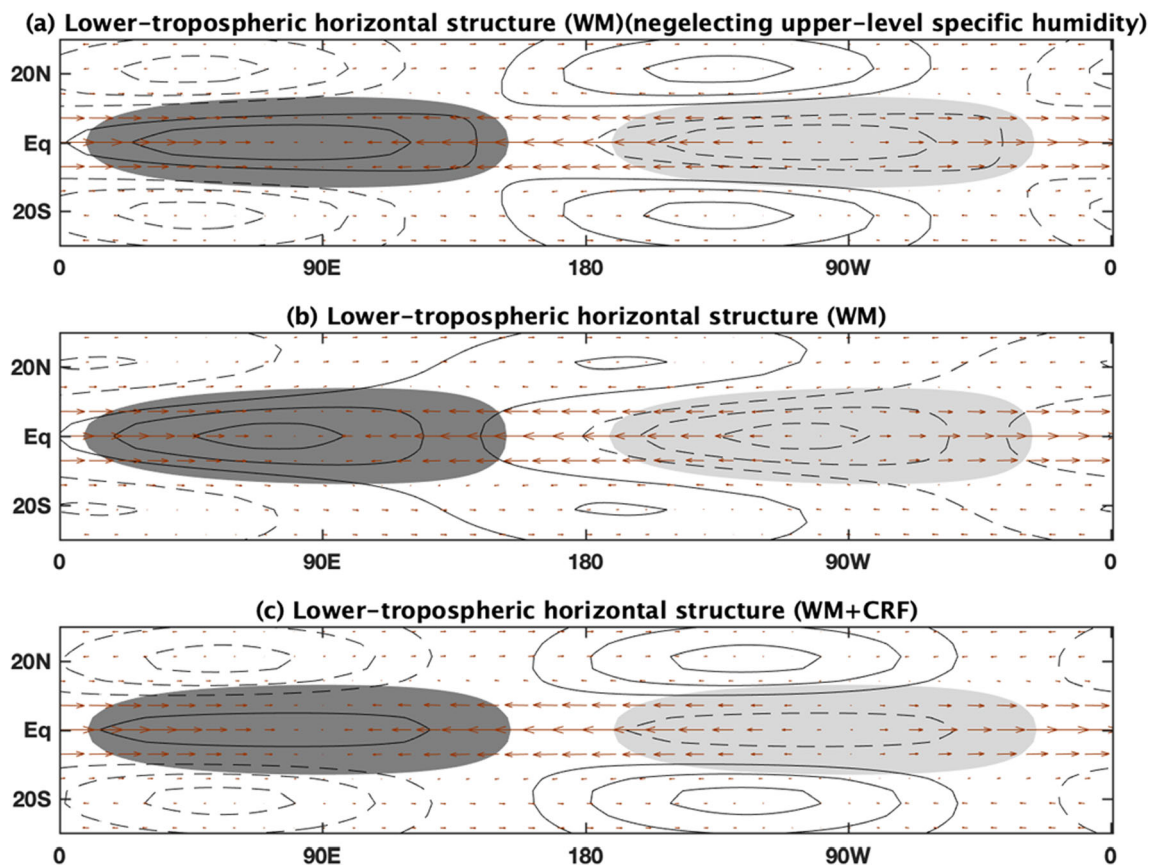 (a) Lower-tropospheric horizontal structure (WM)(negelecting upper-level specific humidity)
20N
Eq
20S
0 90E 180 90W 0
(b) Lower-tropospheric horizontal structure (WM)
20N
Eq
20S
0 90E 180 90W 0
(c) Lower-tropospheric horizontal structure (WM+CRF)
20N
Eq
20S
0 90E 180 90W 0